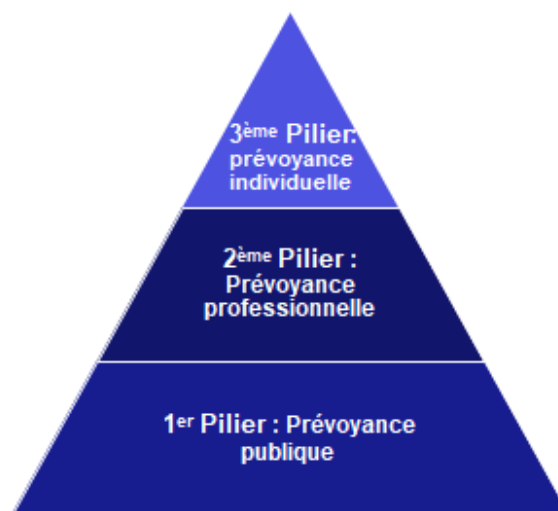 3ème Pilier:
prévoyance
individuelle
2ème Pilier :
Prévoyance
professionnelle
1er Pilier : Prévoyance
publique